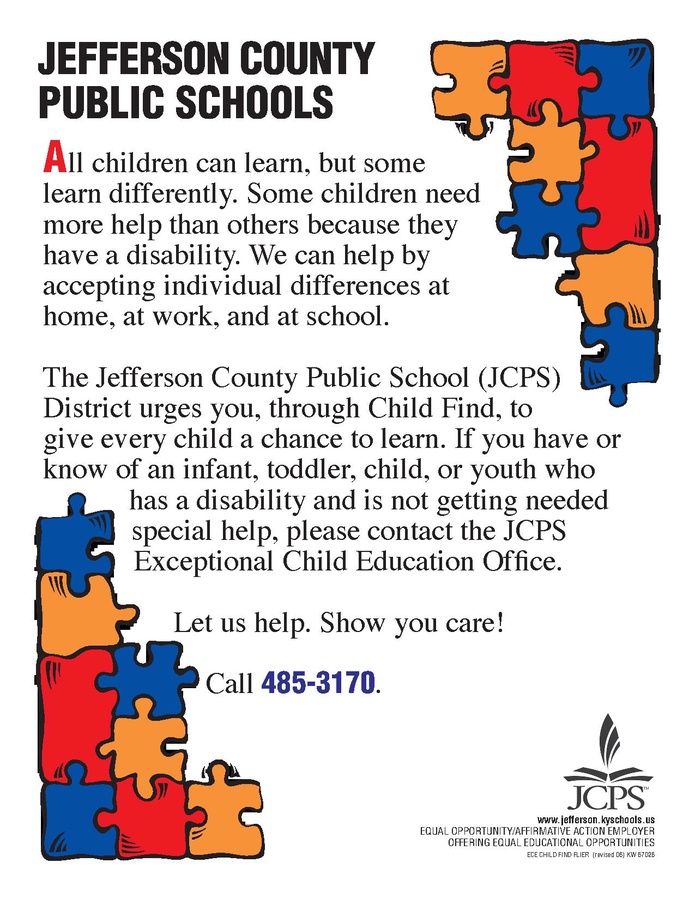 JEFFERSON COUNTY
PUBLIC SCHOOLS
All children can learn, but some
learn differently. Some children need
more help than others because they
have a disability. We can help by
accepting individual differences at
home, at work, and at school.
The Jefferson County Public School (JCPS)
District urges you, through Child Find, to
give every child a chance to learn. If you have or
know of an infant, toddler, child, or youth who
has a disability and is not getting needed
special help, please contact the JCPS
Exceptional Child Education Office.
Let us help. Show you care!
Call 485-3170.
JCPS™
www.jefferson.kyschools.us
EQUAL OPPORTUNITY/AFFIRMATIVE ACTION EMPLOYER
OFFERING EQUAL EDUCATIONAL OPPORTUNITIES
ECE CHILD FIND FLIER (revised 06) KW 67026